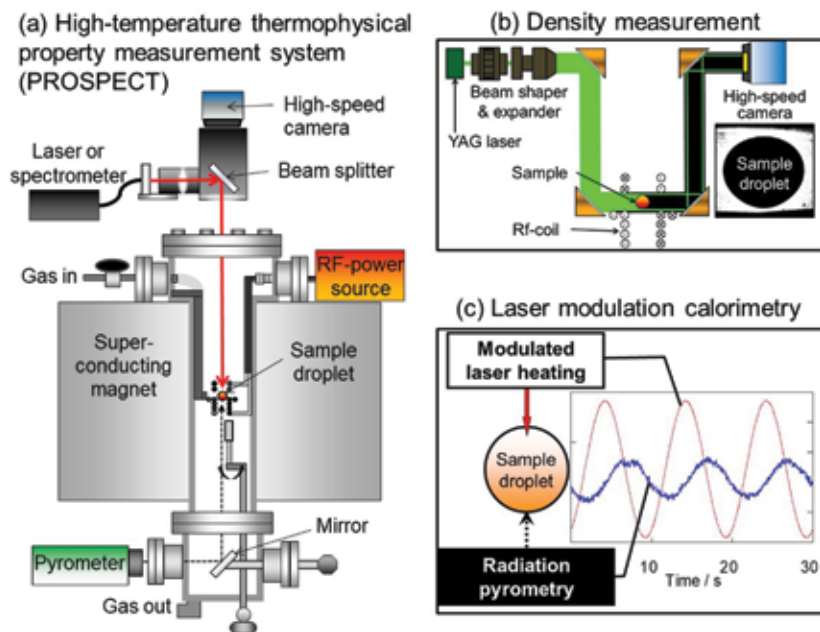 (a) High-temperature thermophysical
property measurement system
(PROSPECT)
High-speed
camera
Laser or
spectrometer
Beam splitter
Gas in
RF-power
source
Super-
conducting
magnet
Sample
droplet
Mirror
Pyrometer
Gas out
(b) Density measurement
Beam shaper
& expander
YAG laser
High-speed
camera
Sample
Sample
droplet
Rf-coil
(c) Laser modulation calorimetry
Modulated
laser heating
Sample
droplet
Radiation
pyrometry
10 20 30
Time / s